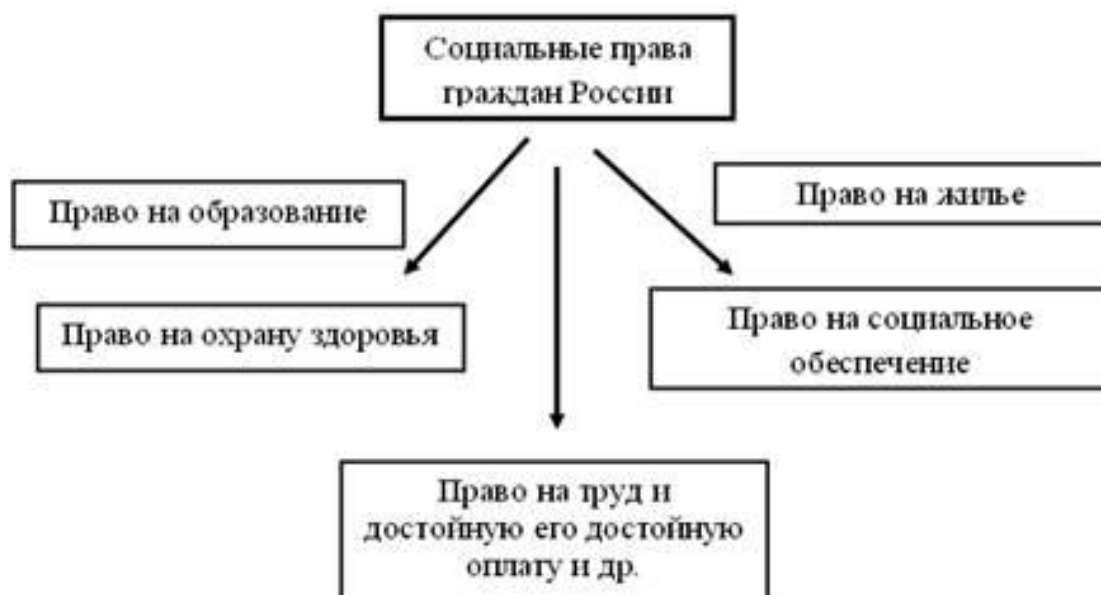 Социальные права
граждан России
Право на образование
Право на жилье
Право на охрану здоровья
Право на социальное
обеспечение
Право на труд и
достойную его достойную
оплату и др.